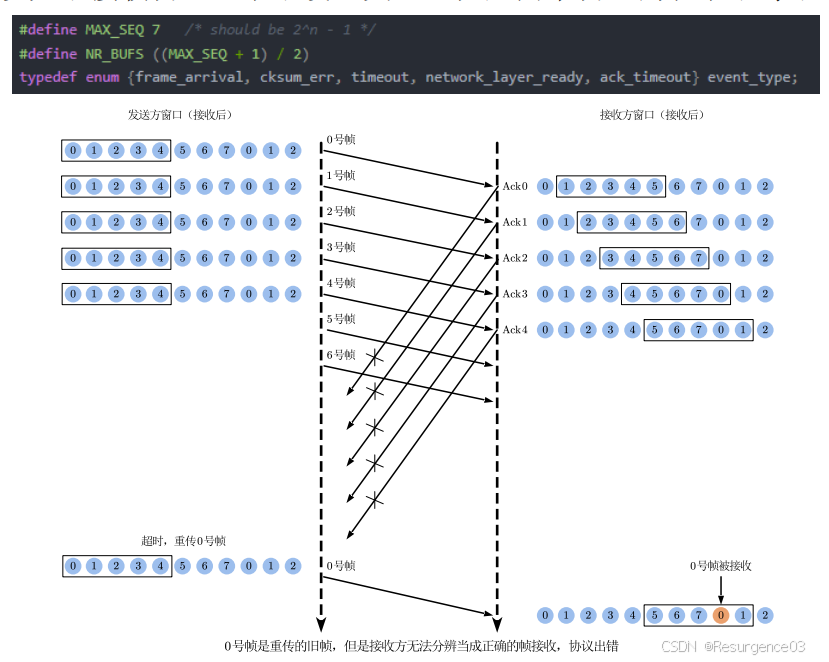 #define MAX_SEQ 7 /* should be 2^n - 1 */
#define NR_BUFS ((MAX_SEQ + 1) / 2)
typedef enum {frame_arrival, cksum_err, timeout, network_layer_ready, ack_timeout} event_type;
发送方窗口（接收后）
接收方窗口（接收后）
0号帧
0 1 2 3 4 5 6 7 0 1 2
1号帧
0 1 2 3 4 5 6 7 0 1 2
Ack0 0 1 2 3 4 5 6 7 0 1 2
2号帧
0 1 2 3 4 5 6 7 0 1 2
Ack1 0 1 2 3 4 5 6 7 0 1 2
3号帧
0 1 2 3 4 5 6 7 0 1 2
Ack2 0 1 2 3 4 5 6 7 0 1 2
4号帧
0 1 2 3 4 5 6 7 0 1 2
Ack3 0 1 2 3 4 5 6 7 0 1 2
5号帧
Ack4 0 1 2 3 4 5 6 7 0 1 2
6号帧
超时，重传0号帧
0 1 2 3 4 5 6 7 0 1 2
0号帧
0号帧被接收
0 1 2 3 4 5 6 7 0 1 2
0号帧是重传的旧帧，但是接收方无法分辨当成正确的帧接收，协议出错
CSDN @Resurgence03